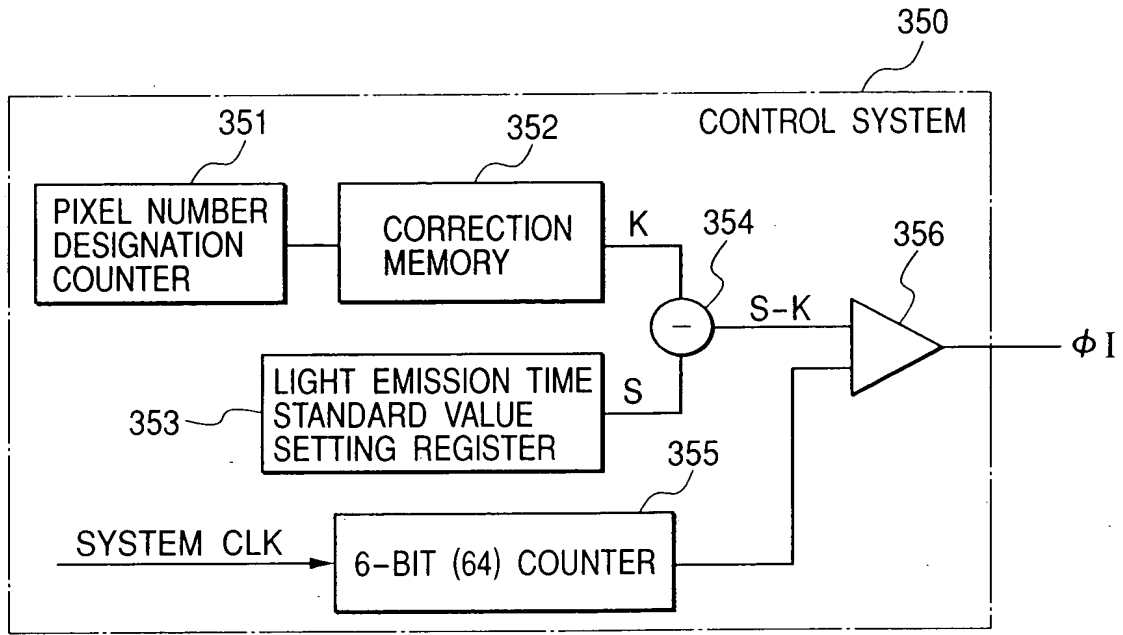 350
CONTROL SYSTEM
351
352
PIXEL NUMBER
DESIGNATION
COUNTER
CORRECTION
MEMORY
K
354
356
−
S−K
φI
353
LIGHT EMISSION TIME
STANDARD VALUE
SETTING REGISTER
S
355
SYSTEM CLK
6−BIT (64) COUNTER